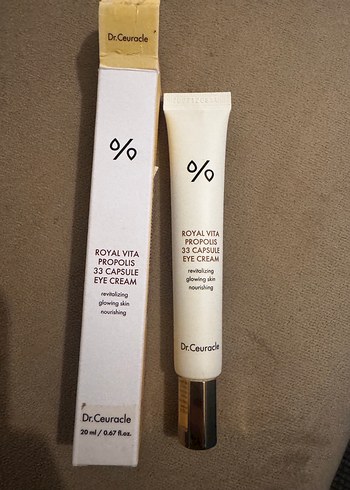 Dr.Ceuracle
%
ROYAL VITA
PROPOLIS
33 CAPSULE
EYE CREAM
revitalizing
glowing skin
nourishing
Dr.Ceuracle
20 ml / 0.67 fl.oz.
%
ROYAL VITA
PROPOLIS
33 CAPSULE
EYE CREAM
revitalizing
glowing skin
nourishing
Dr.Ceuracle